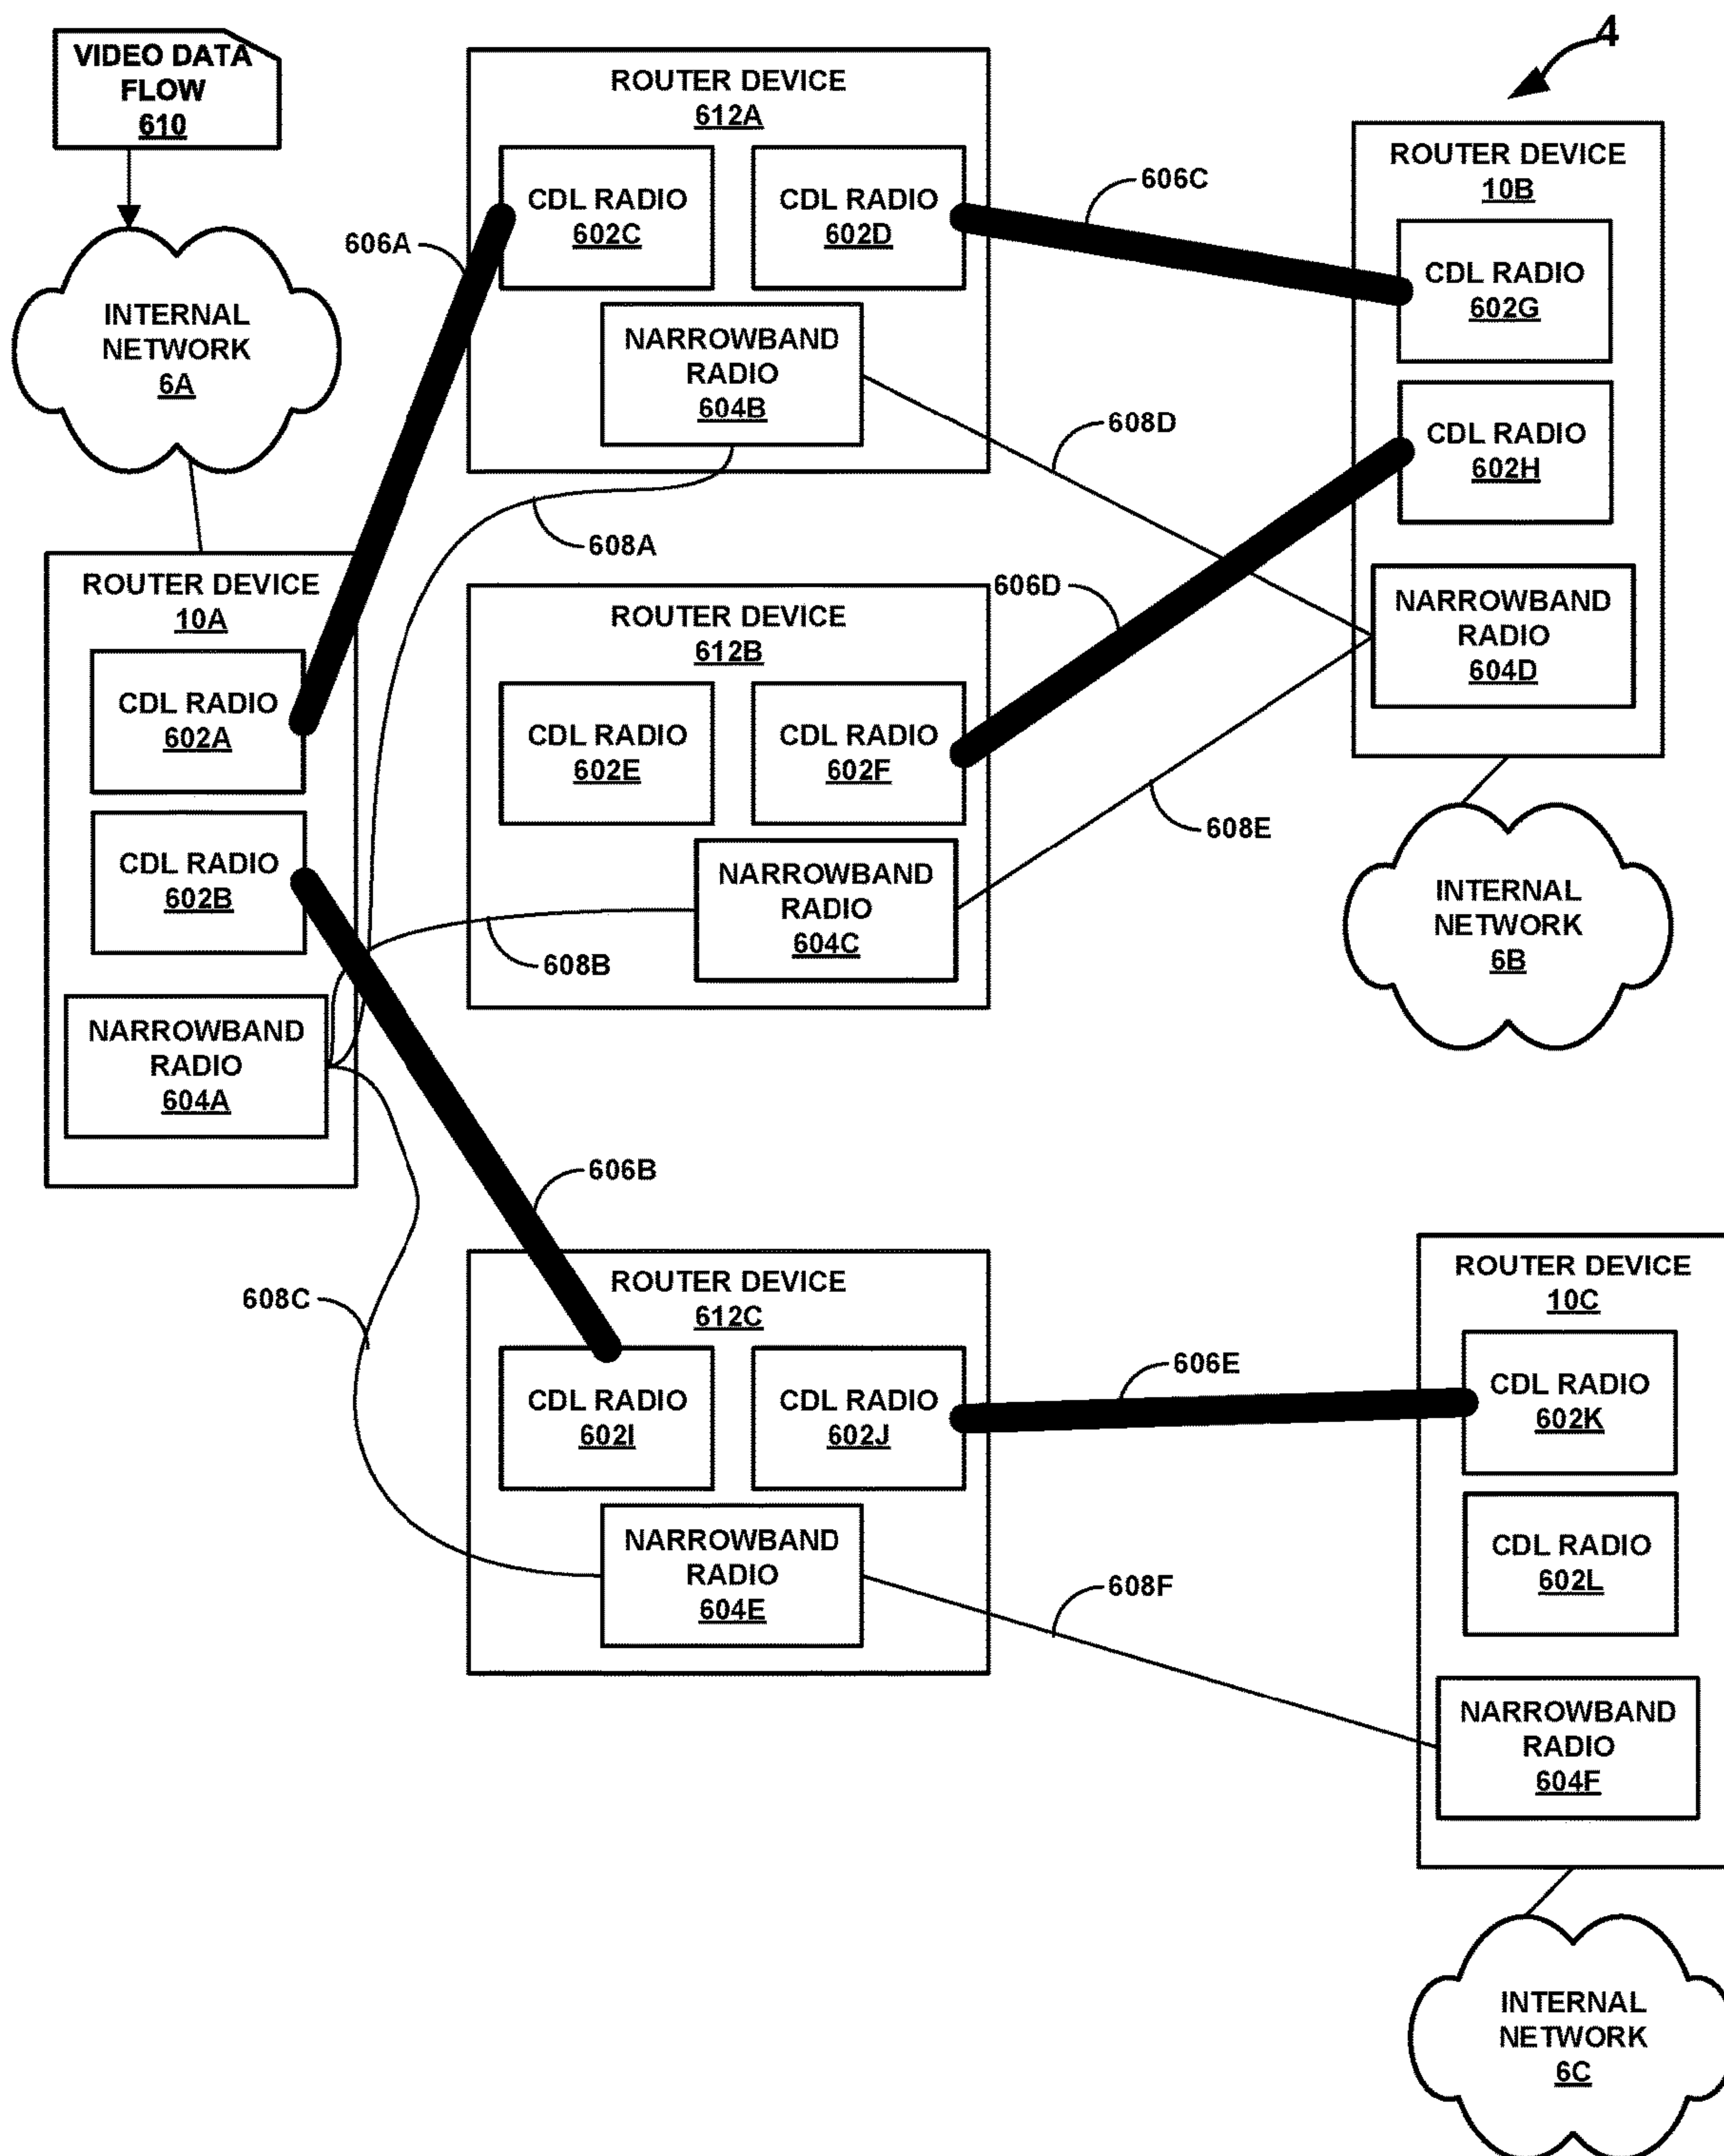 4
VIDEO DATA
FLOW
610
INTERNAL
NETWORK
6A
ROUTER DEVICE
612A
CDL RADIO
602C
CDL RADIO
602D
NARROWBAND
RADIO
604B
606A
606C
ROUTER DEVICE
10B
CDL RADIO
602G
CDL RADIO
602H
NARROWBAND
RADIO
604D
608D
608A
606D
ROUTER DEVICE
10A
CDL RADIO
602A
CDL RADIO
602B
NARROWBAND
RADIO
604A
ROUTER DEVICE
612B
CDL RADIO
602E
CDL RADIO
602F
NARROWBAND
RADIO
604C
608E
608B
INTERNAL
NETWORK
6B
606B
608C
ROUTER DEVICE
612C
CDL RADIO
602I
CDL RADIO
602J
NARROWBAND
RADIO
604E
606E
608F
ROUTER DEVICE
10C
CDL RADIO
602K
CDL RADIO
602L
NARROWBAND
RADIO
604F
INTERNAL
NETWORK
6C